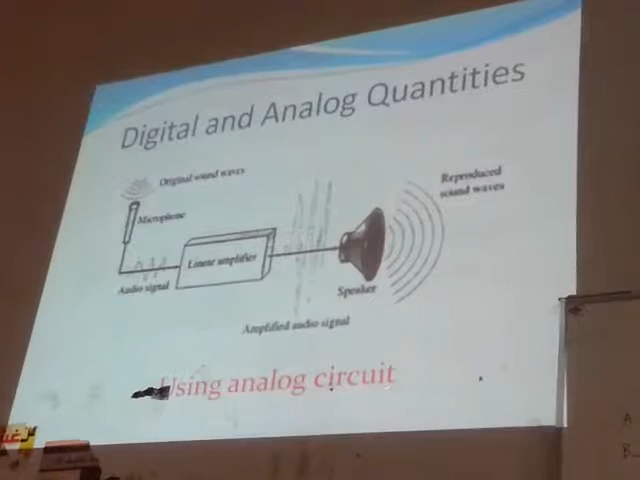 Digital and Analog Quantities
Original sound waves
Reproduced
sound waves
Microphone
Linear amplifier
Audio signal
Speaker
Amplified audio signal
Using analog circuit
A
B